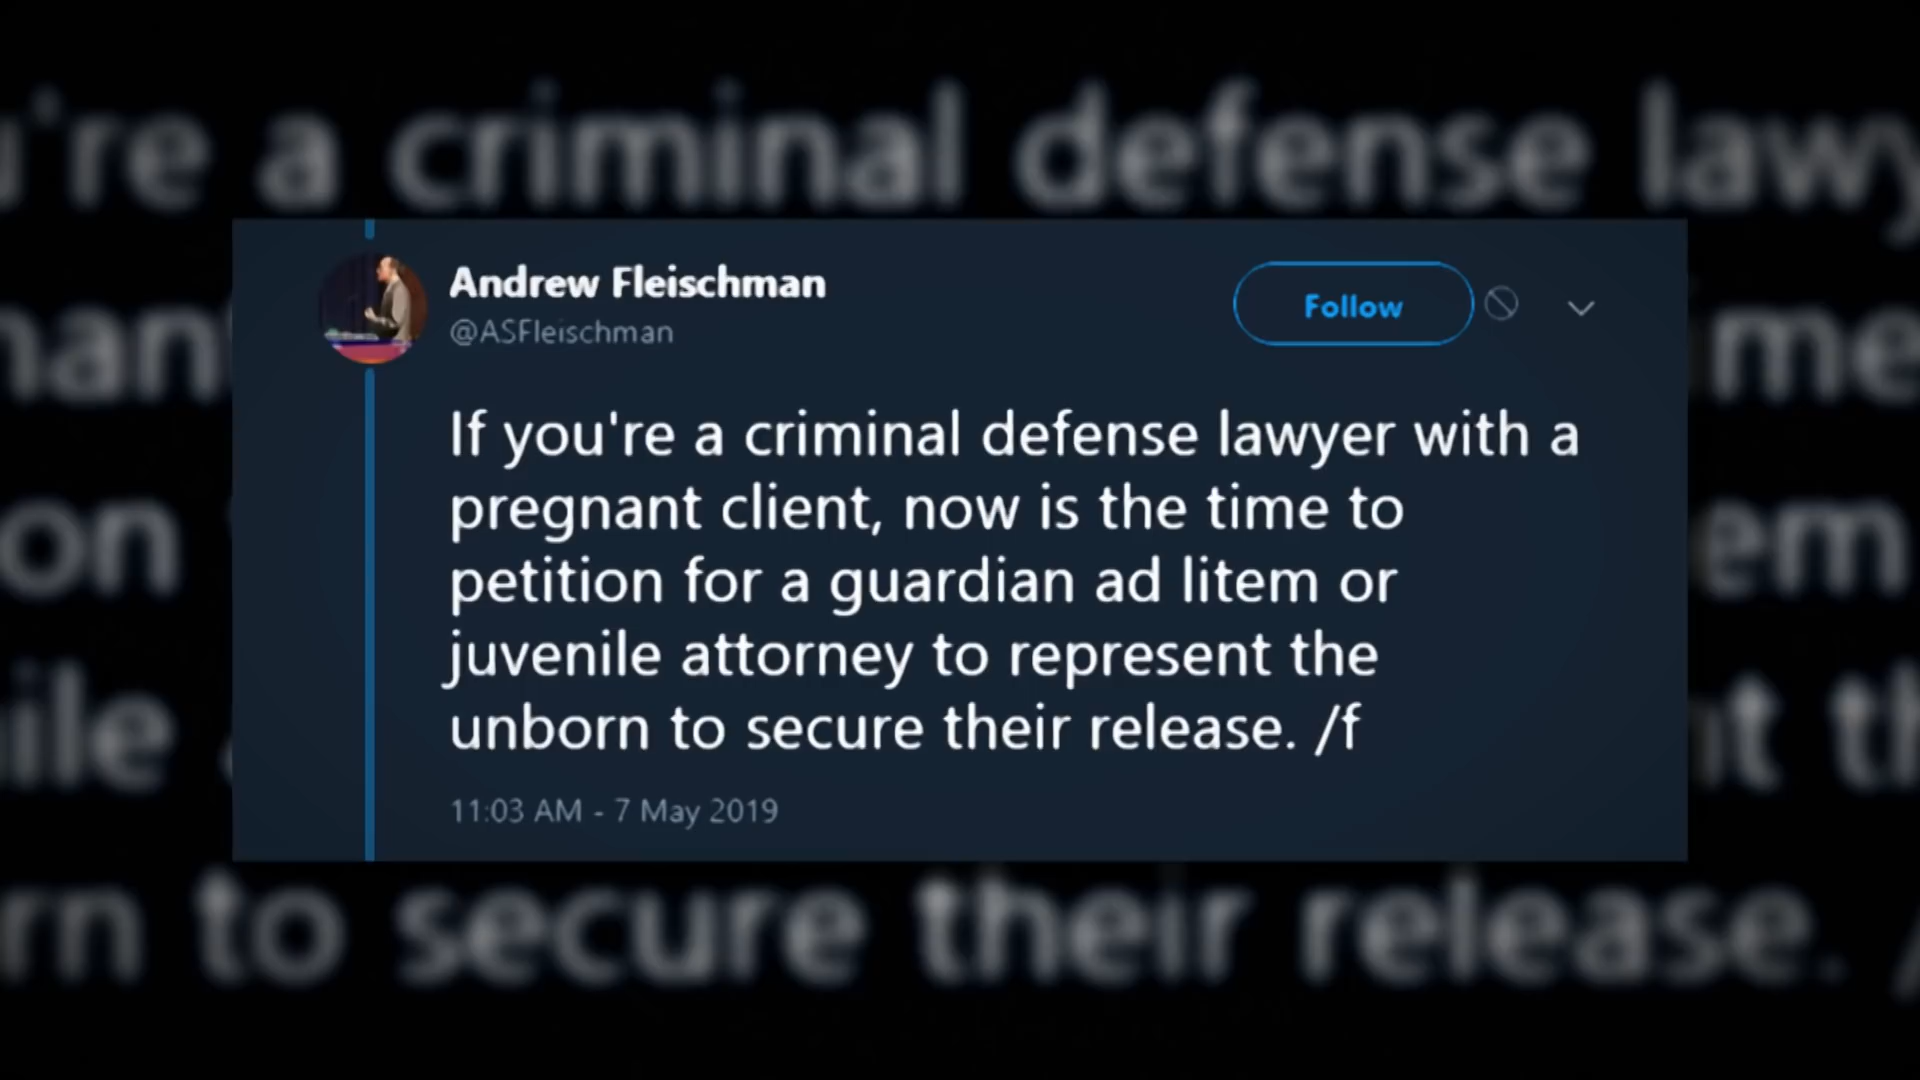 Andrew Fleischman
@ASFleischman
Follow
If you're a criminal defense lawyer with a
pregnant client, now is the time to
petition for a guardian ad litem or
juvenile attorney to represent the
unborn to secure their release. /f
11:03 AM - 7 May 2019